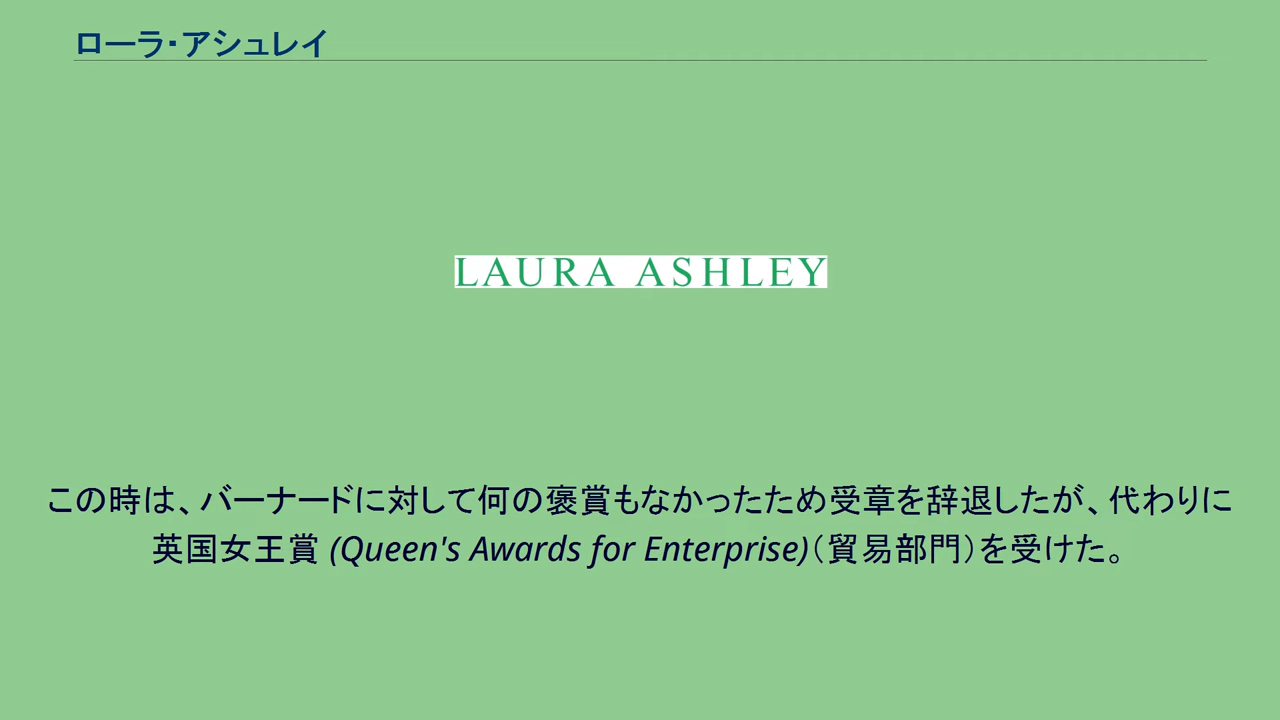 ローラ・アシュレイ
LAURA ASHLEY
この時は、バーナードに対して何の褒賞もなかったため受章を辞退したが、代わりに
英国女王賞 (Queen's Awards for Enterprise)（貿易部門）を受けた。